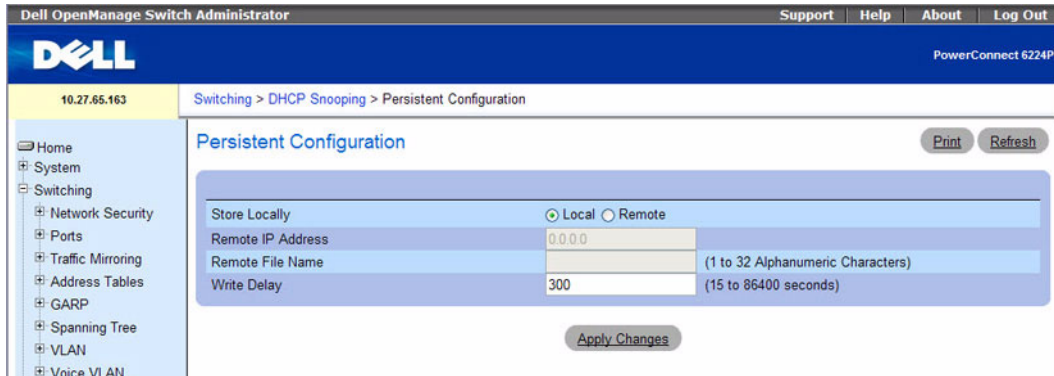 Dell OpenManage Switch Administrator
Support | Help | About | Log Out
DELL
PowerConnect 6224P
10.27.65.163
Switching > DHCP Snooping > Persistent Configuration
Home
System
Switching
Network Security
Ports
Traffic Mirroring
Address Tables
GARP
Spanning Tree
VLAN
Voice VLAN
Persistent Configuration
Print
Refresh
Store Locally Local Remote
Remote IP Address 0.0.0.0
Remote File Name (1 to 32 Alphanumeric Characters)
Write Delay 300 (15 to 86400 seconds)
Apply Changes